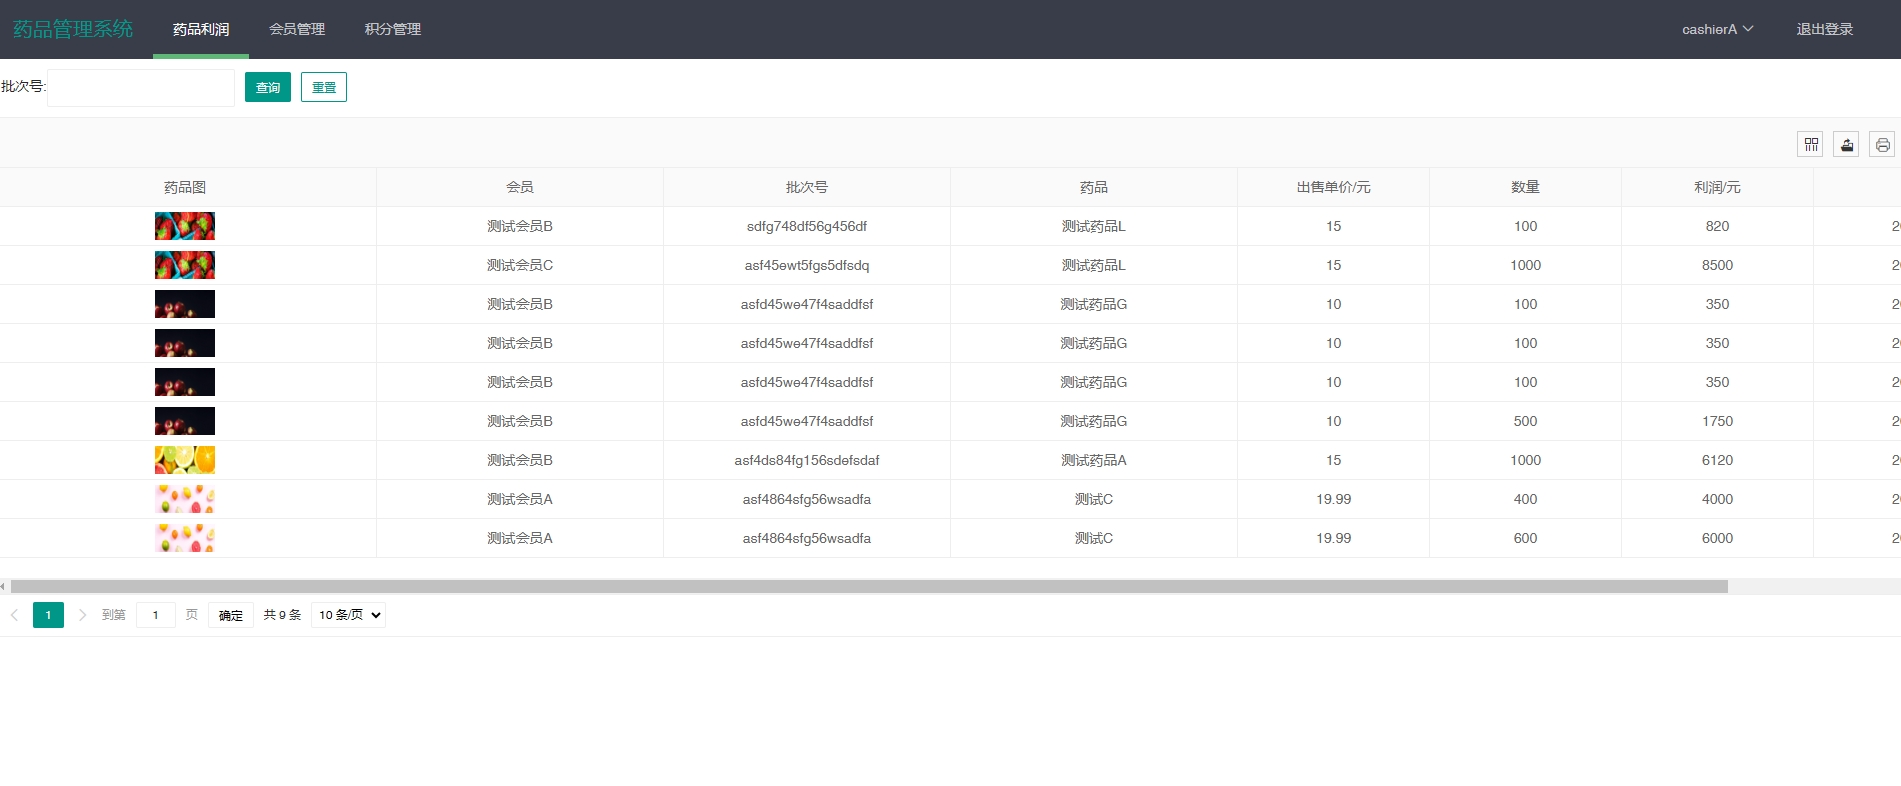 药品管理系统 药品利润 会员管理 积分管理 cashierA 退出登录
批次号: 查询 重置
药品图 会员 批次号 药品 出售单价/元 数量 利润/元
测试会员B sdfg748df56g456df 测试药品L 15 100 820
测试会员C asf45ewt5fgs5dfsdq 测试药品L 15 1000 8500
测试会员B asfd45we47f4saddfsf 测试药品G 10 100 350
测试会员B asfd45we47f4saddfsf 测试药品G 10 100 350
测试会员B asfd45we47f4saddfsf 测试药品G 10 100 350
测试会员B asfd45we47f4saddfsf 测试药品G 10 500 1750
测试会员B asf4ds84fg156sdefsdaf 测试药品A 15 1000 6120
测试会员A asf4864sfg56wsadfa 测试C 19.99 400 4000
测试会员A asf4864sfg56wsadfa 测试C 19.99 600 6000
1 到第 1 页 确定 共 9 条 10 条/页